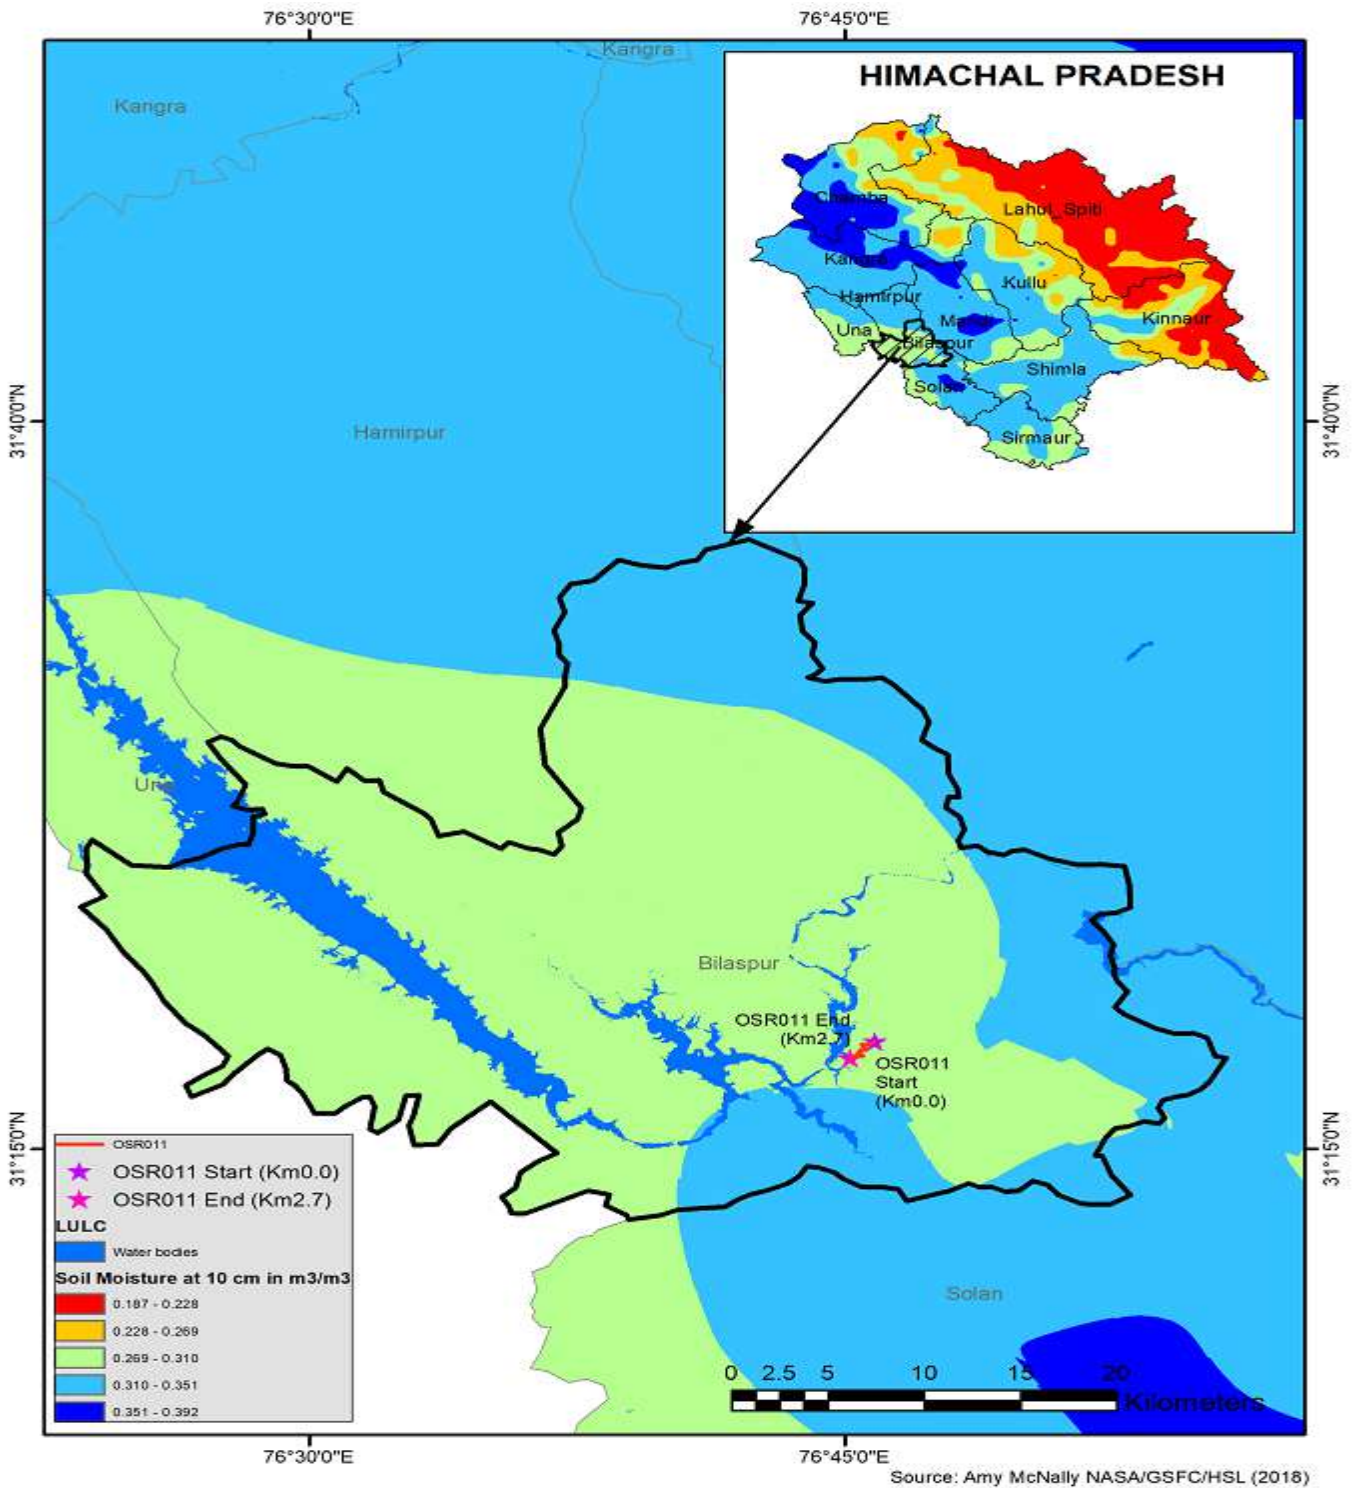 76°30'0"E
76°45'0"E
Kangra
Kangra
HIMACHAL PRADESH
Chamba
Lahul_Spiti
Kangra
Kullu
Hamirpur
Mandi
Kinnaur
Una
Bilaspur
Shimla
Solan
Sirmaur
31°40'0"N
31°40'0"N
Hamirpur
Una
Bilaspur
OSR011 End
(Km2.7)
OSR011
Start
(Km0.0)
31°15'0"N
31°15'0"N
OSR011
OSR011 Start (Km0.0)
OSR011 End (Km2.7)
LULC
Water bodies
Soil Moisture at 10 cm in m3/m3
0.187 - 0.228
0.228 - 0.269
0.269 - 0.310
0.310 - 0.351
0.351 - 0.392
Solan
0 2.5 5 10 15 20
Kilometers
76°30'0"E
76°45'0"E
Source: Amy McNally NASA/GSFC/HSL (2018)